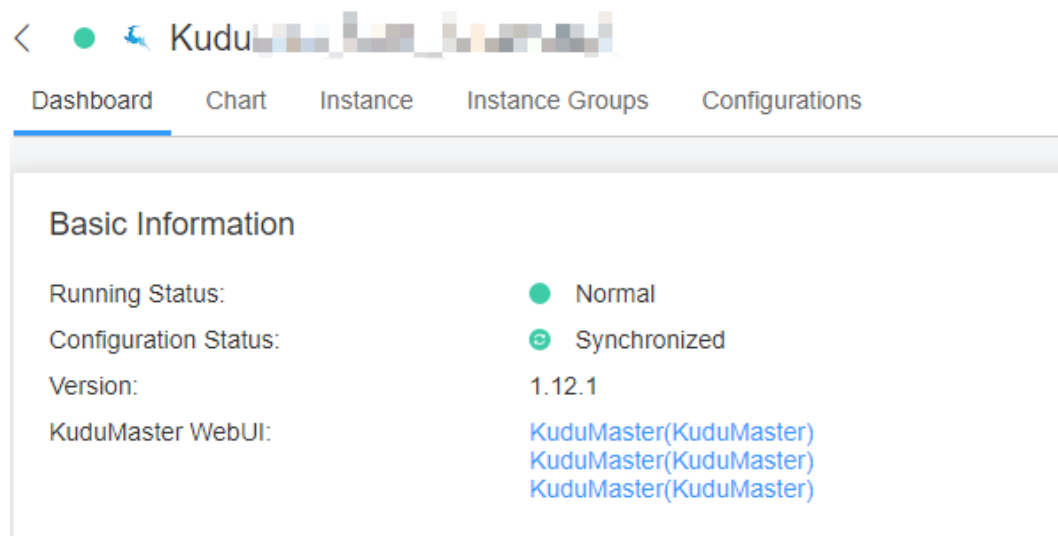 Kudu
Dashboard Chart Instance Instance Groups Configurations
Basic Information
Running Status: Normal
Configuration Status: Synchronized
Version: 1.12.1
KuduMaster WebUI: KuduMaster(KuduMaster)
KuduMaster(KuduMaster)
KuduMaster(KuduMaster)